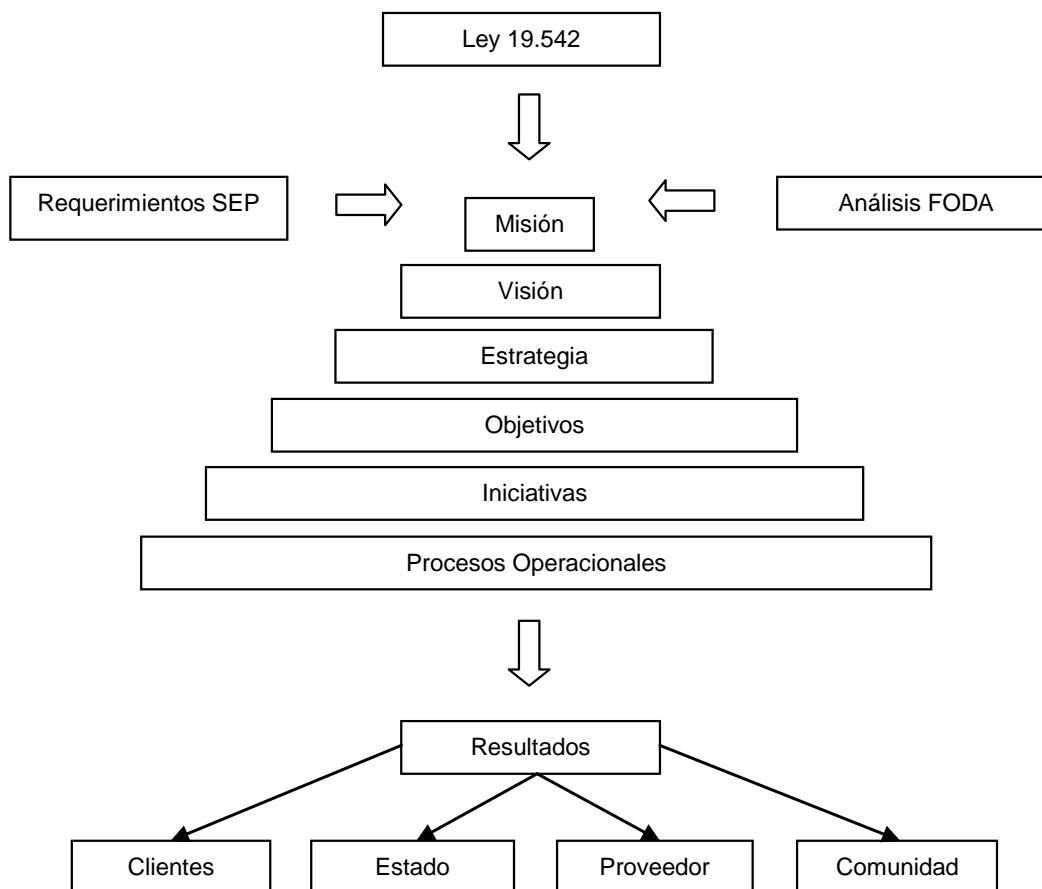 Ley 19.542
Requerimientos SEP
Análisis FODA
Misión
Visión
Estrategia
Objetivos
Iniciativas
Procesos Operacionales
Resultados
Clientes
Estado
Proveedor
Comunidad